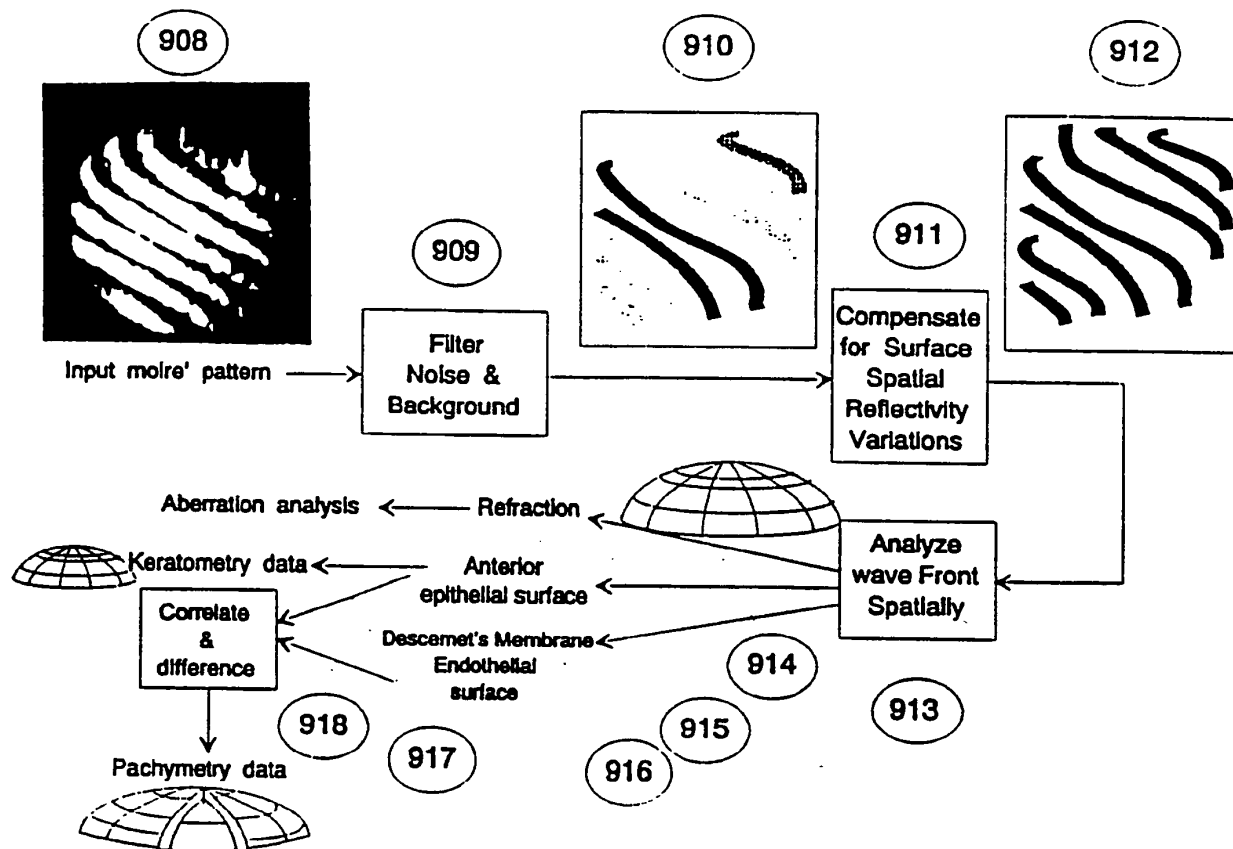 908
910
912
909
911
Input moire' pattern
Filter
Noise &
Background
Compensate
for Surface
Spatial
Reflectivity
Variations
Aberration analysis
Refraction
Analyze
wave Front
Spatially
Keratometry data
Anterior
epithelial surface
Correlate
&
difference
Descemet's Membrane
Endothelial
surface
914
913
915
918
917
916
Pachymetry data